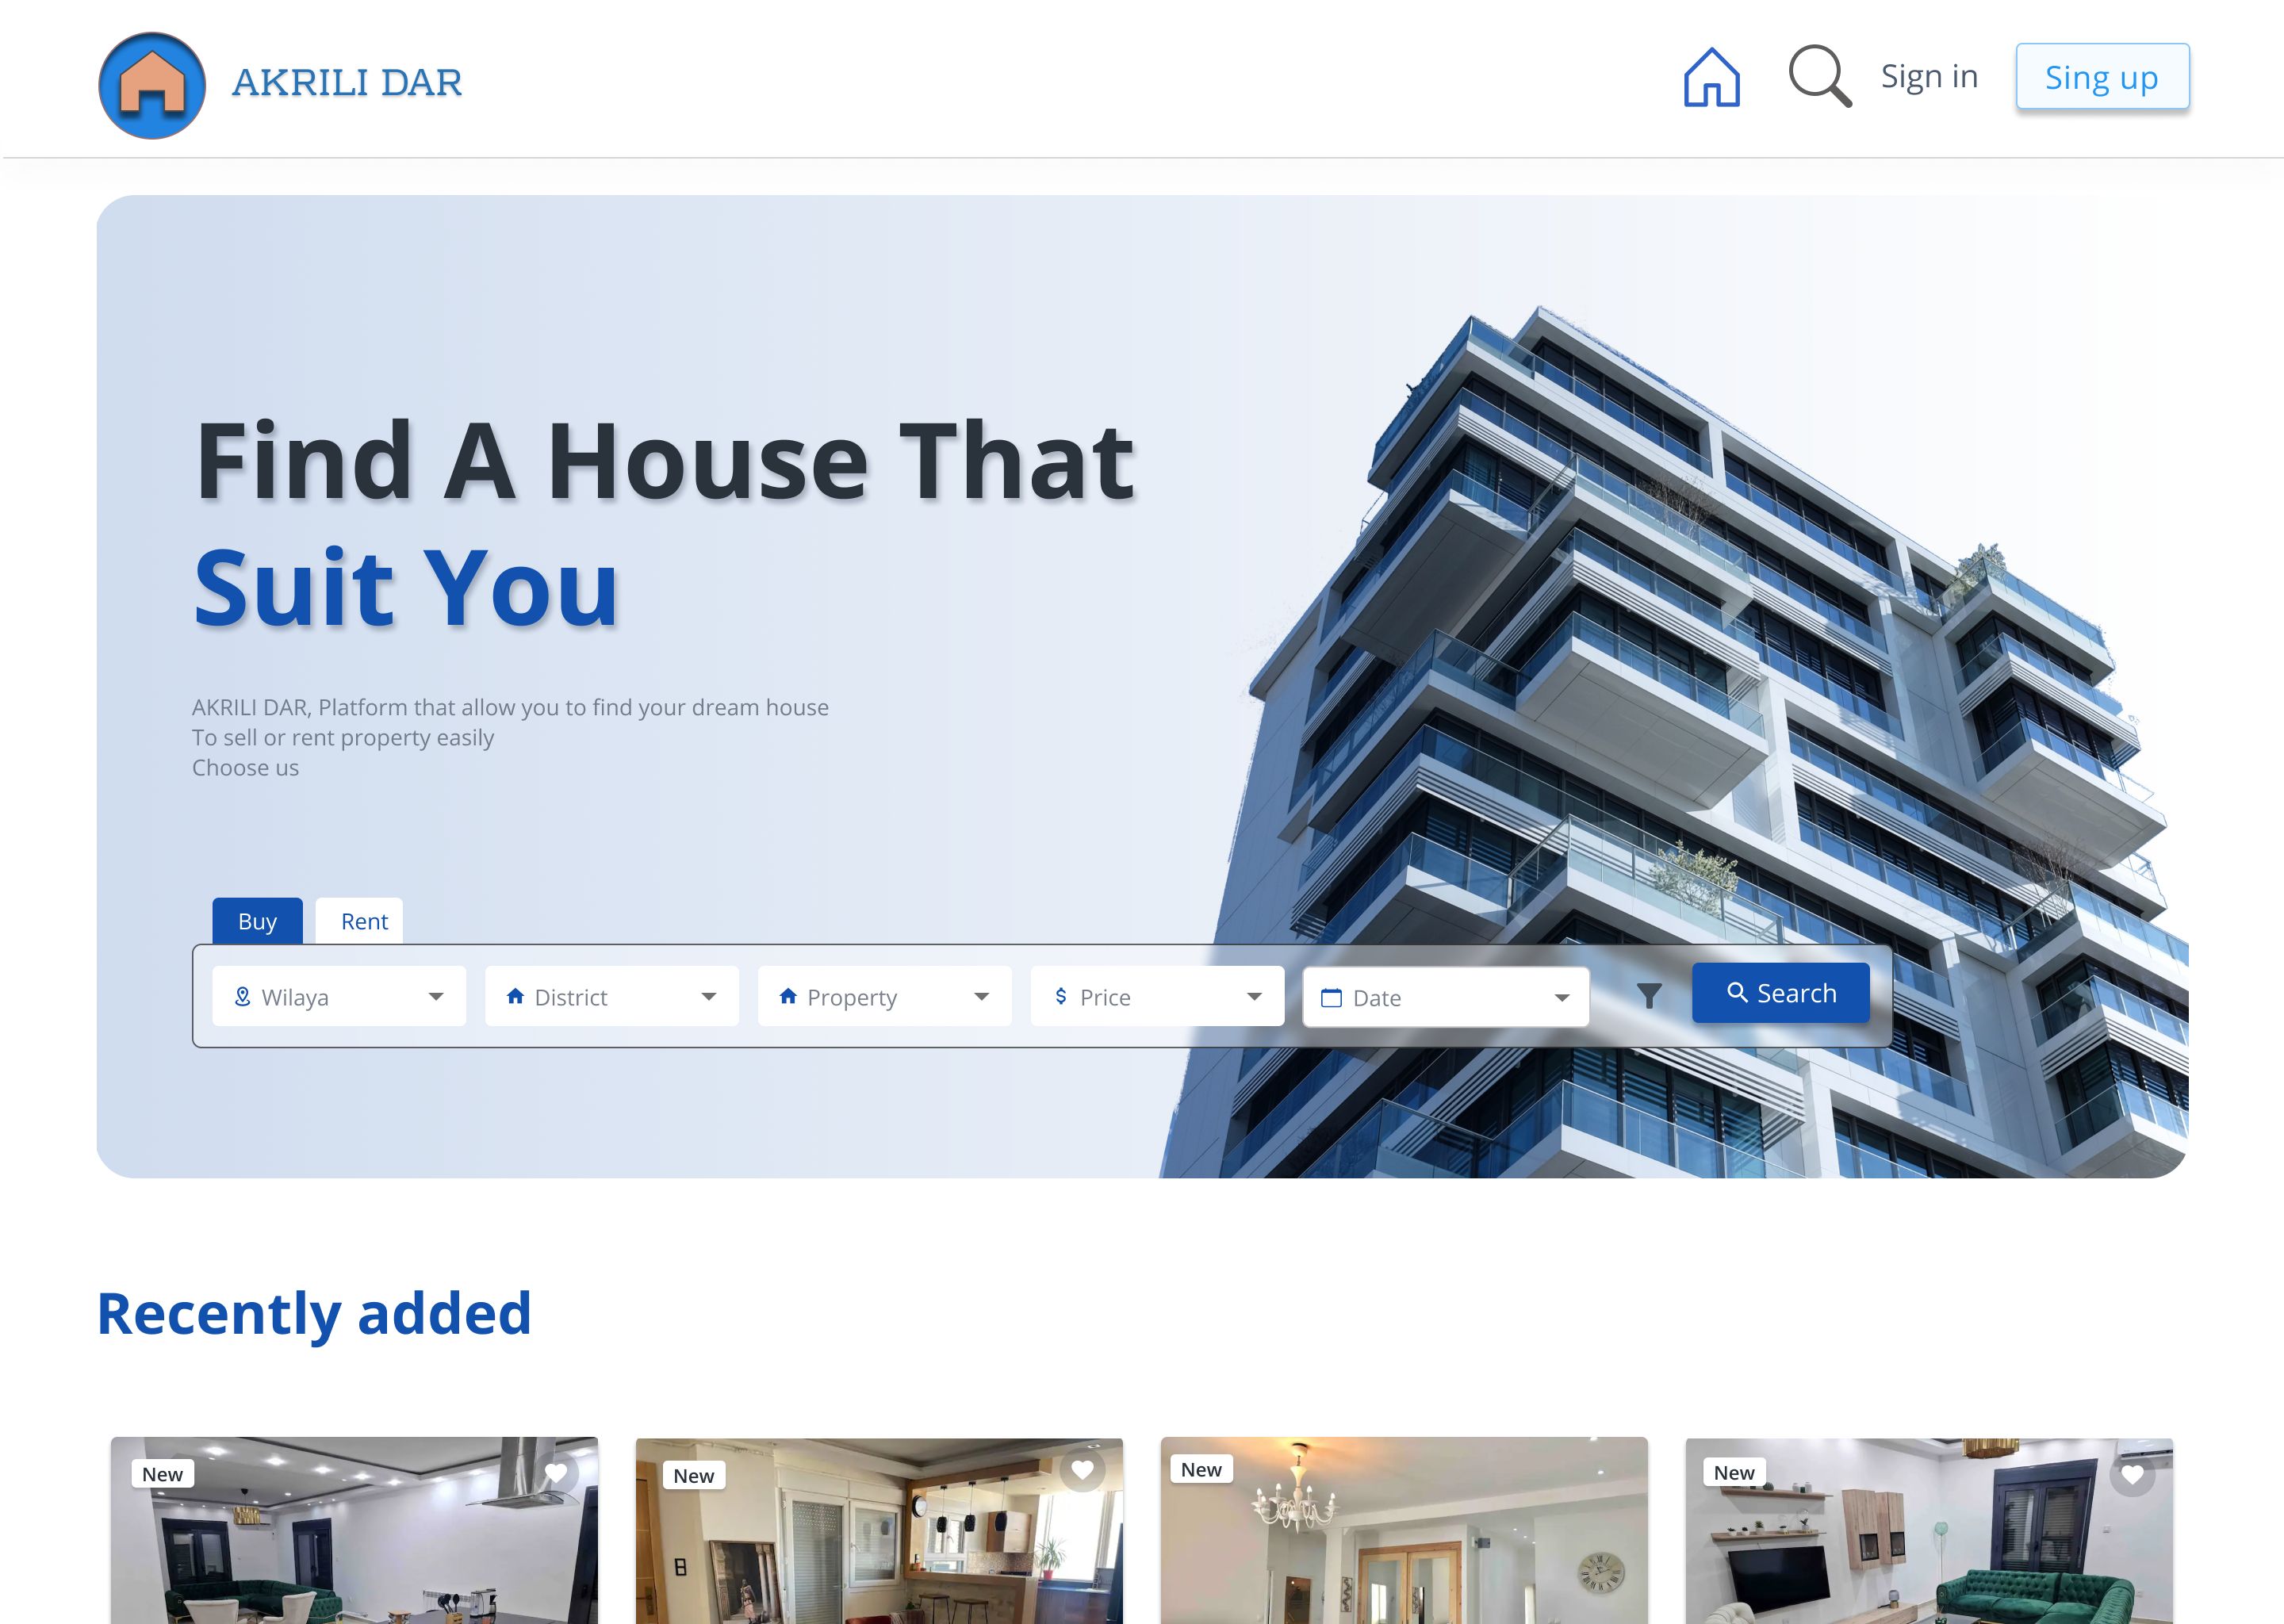 AKRILI DAR
Sign in
Sing up
Find A House That
Suit You
AKRILI DAR, Platform that allow you to find your dream house
To sell or rent property easily
Choose us
Buy
Rent
Wilaya
District
Property
Price
Date
Search
Recently added
New
New
New
New